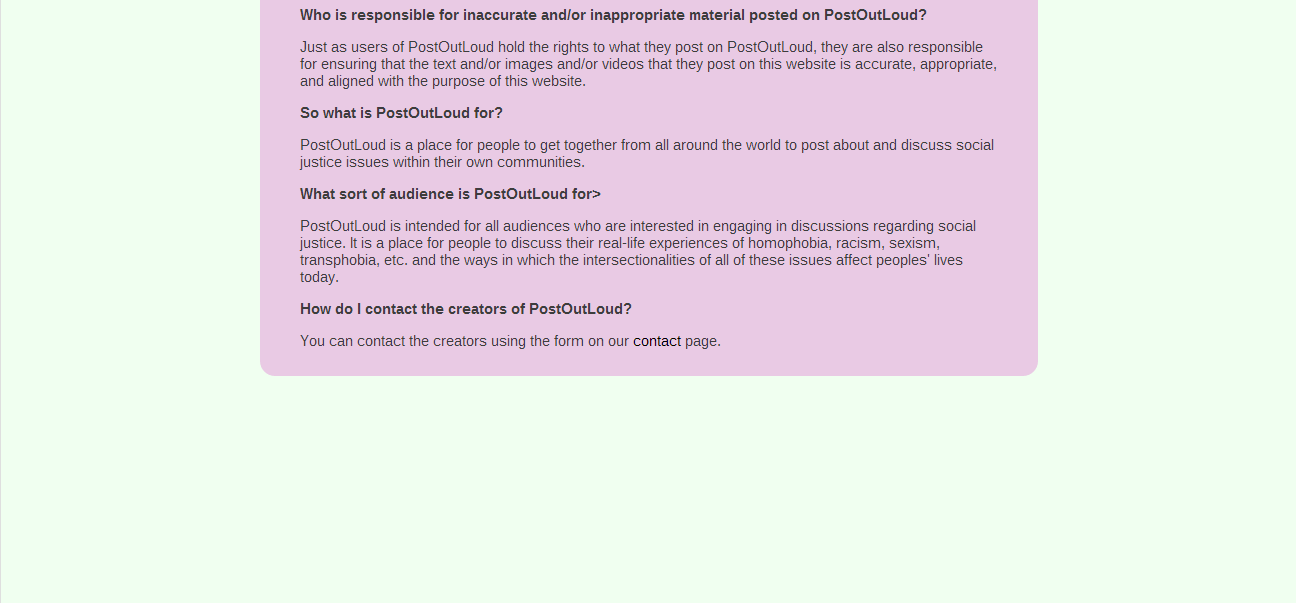 Who is responsible for inaccurate and/or inappropriate material posted on PostOutLoud?
Just as users of PostOutLoud hold the rights to what they post on PostOutLoud, they are also responsible
for ensuring that the text and/or images and/or videos that they post on this website is accurate, appropriate,
and aligned with the purpose of this website.
So what is PostOutLoud for?
PostOutLoud is a place for people to get together from all around the world to post about and discuss social
justice issues within their own communities.
What sort of audience is PostOutLoud for>
PostOutLoud is intended for all audiences who are interested in engaging in discussions regarding social
justice. It is a place for people to discuss their real-life experiences of homophobia, racism, sexism,
transphobia, etc. and the ways in which the intersectionalities of all of these issues affect peoples' lives
today.
How do I contact the creators of PostOutLoud?
You can contact the creators using the form on our contact page.